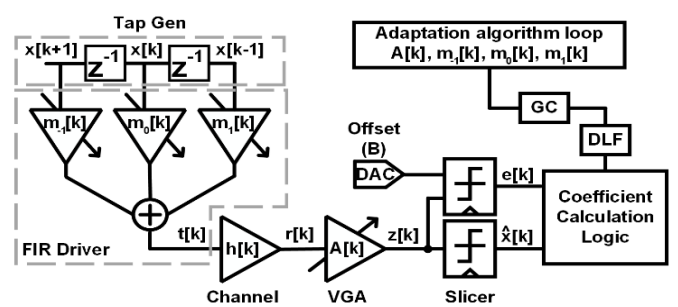 Tap Gen
x[k+1]
z⁻¹
x[k]
z⁻¹
x[k-1]
m₋₁[k]
m₀[k]
m₁[k]
+
FIR Driver
t[k]
h[k]
Channel
r[k]
A[k]
VGA
z[k]
Offset
(B)
DAC
Slicer
e[k]
x̂[k]
Adaptation algorithm loop
A[k], m₋₁[k], m₀[k], m₁[k]
GC
DLF
Coefficient
Calculation
Logic